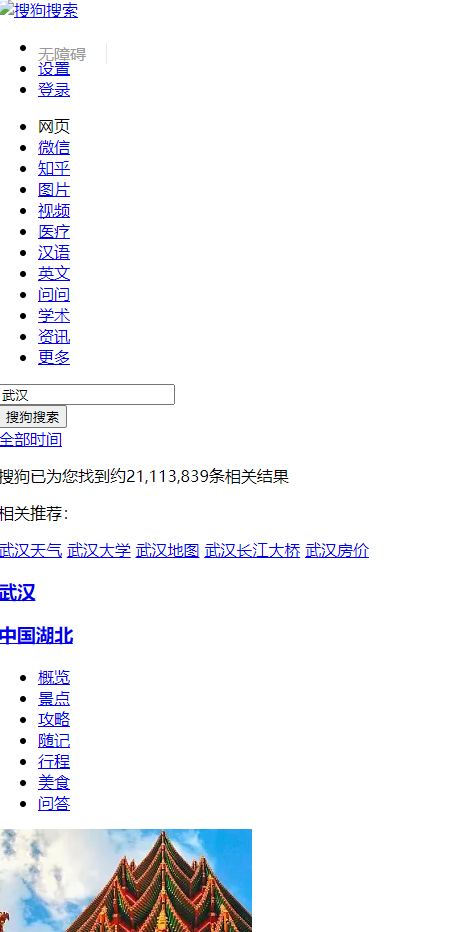 搜狗搜索
无障碍
设置
登录
网页
微信
知乎
图片
视频
医疗
汉语
英文
问问
学术
资讯
更多
武汉
搜狗搜索
全部时间
搜狗已为您找到约21,113,839条相关结果
相关推荐：
武汉天气 武汉大学 武汉地图 武汉长江大桥 武汉房价
武汉
中国湖北
概览
景点
攻略
随记
行程
美食
问答